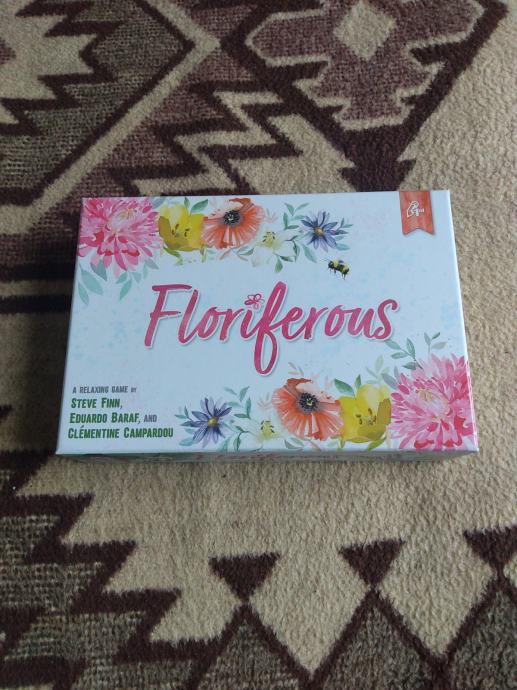 Floriferous
A RELAXING GAME BY
STEVE FINN,
EDUARDO BARAF, AND
CLÉMENTINE CAMPARDOU